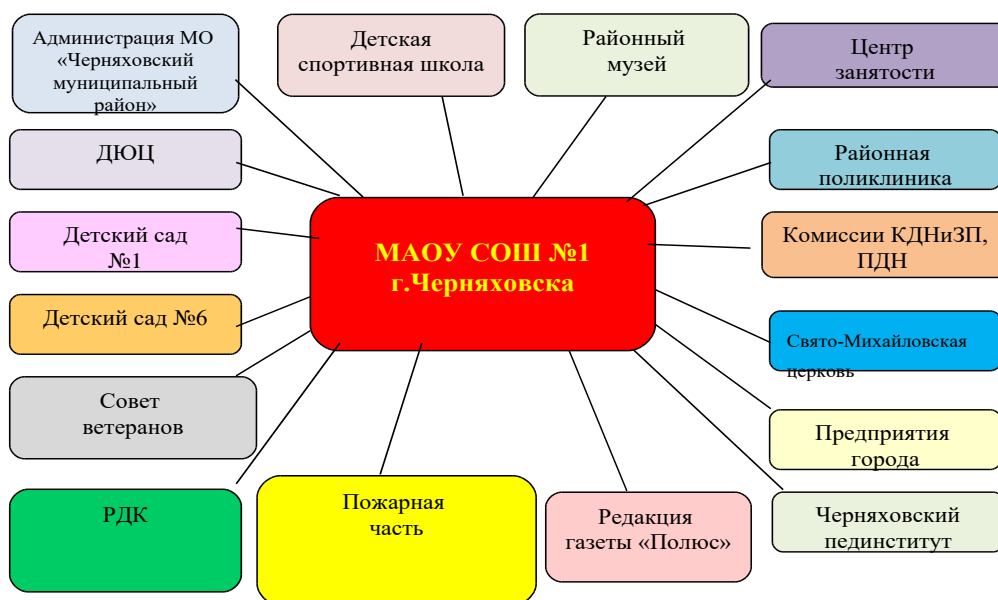 Администрация МО
«Черняховский
муниципальный
район»
Детская
спортивная школа
Районный
музей
Центр
занятости
ДЮЦ
Районная
поликлиника
Детский сад
№1
МАОУ СОШ №1
г.Черняховска
Комиссии КДНиЗП,
ПДН
Детский сад №6
Свято-Михайловская
церковь
Совет
ветеранов
Предприятия
города
РДК
Пожарная
часть
Редакция
газеты «Полюс»
Черняховский
пединститут